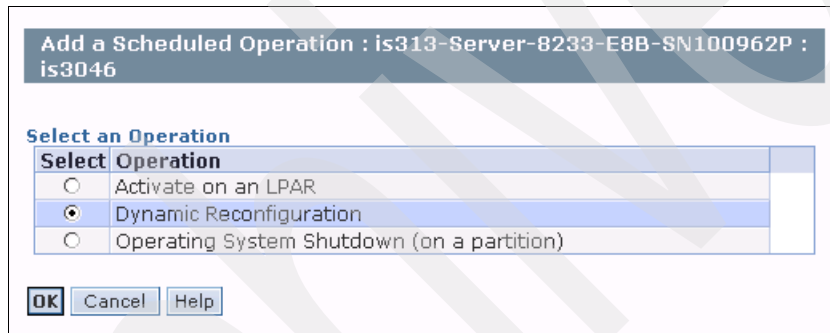 Add a Scheduled Operation : is313-Server-8233-E8B-SN100962P :
is3046
Select an Operation
Select Operation
Activate on an LPAR
Dynamic Reconfiguration
Operating System Shutdown (on a partition)
OK Cancel Help